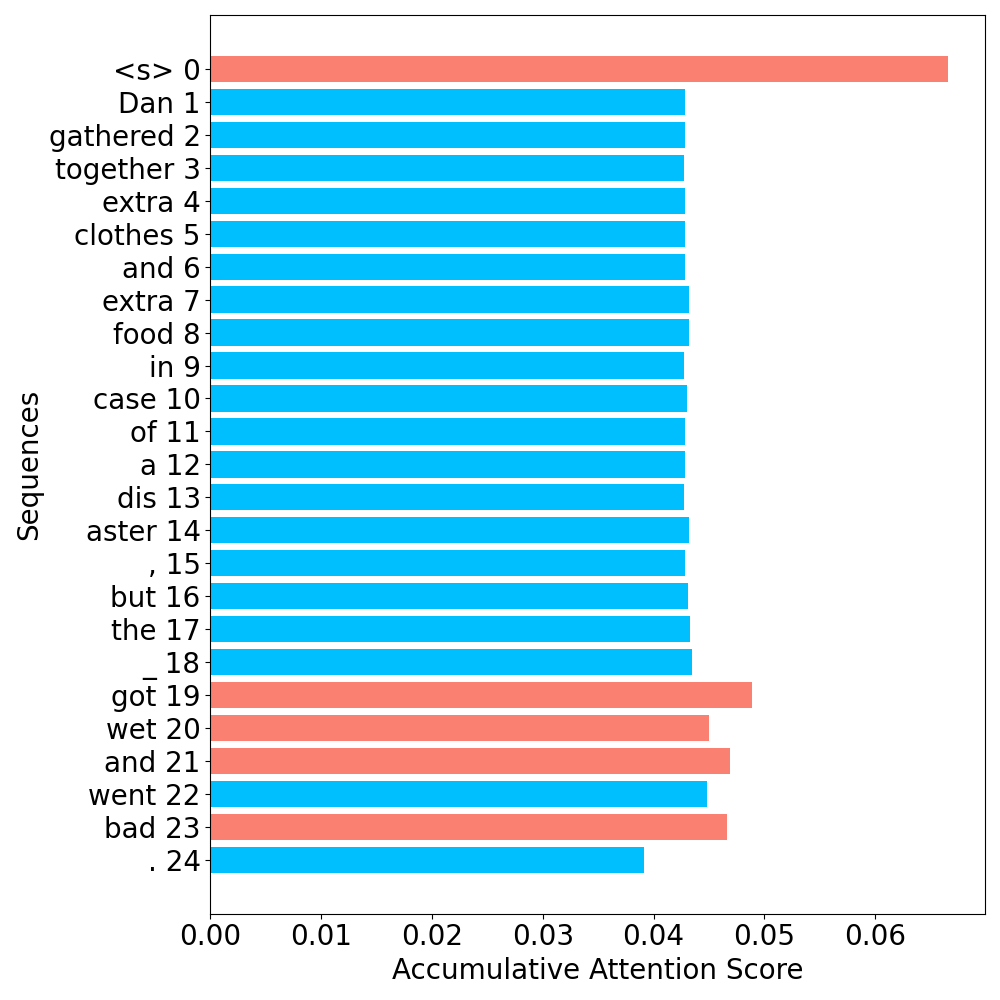 <s> 0
Dan 1
gathered 2
together 3
extra 4
clothes 5
and 6
extra 7
food 8
in 9
case 10
of 11
a 12
dis 13
aster 14
, 15
but 16
the 17
_ 18
got 19
wet 20
and 21
went 22
bad 23
. 24
Sequences
0.00 0.01 0.02 0.03 0.04 0.05 0.06
Accumulative Attention Score